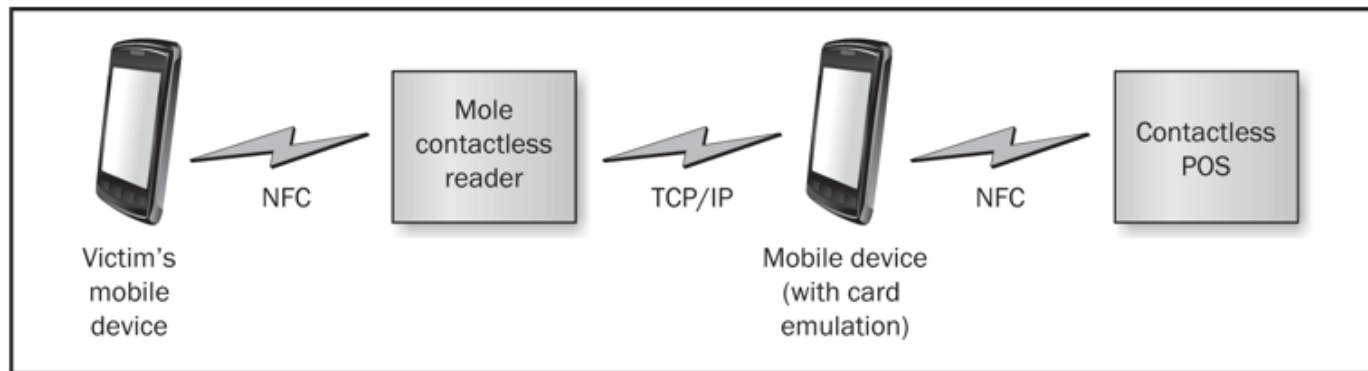 Mole
contactless
reader
Contactless
POS
NFC
TCP/IP
NFC
Victim's
mobile
device
Mobile device
(with card
emulation)